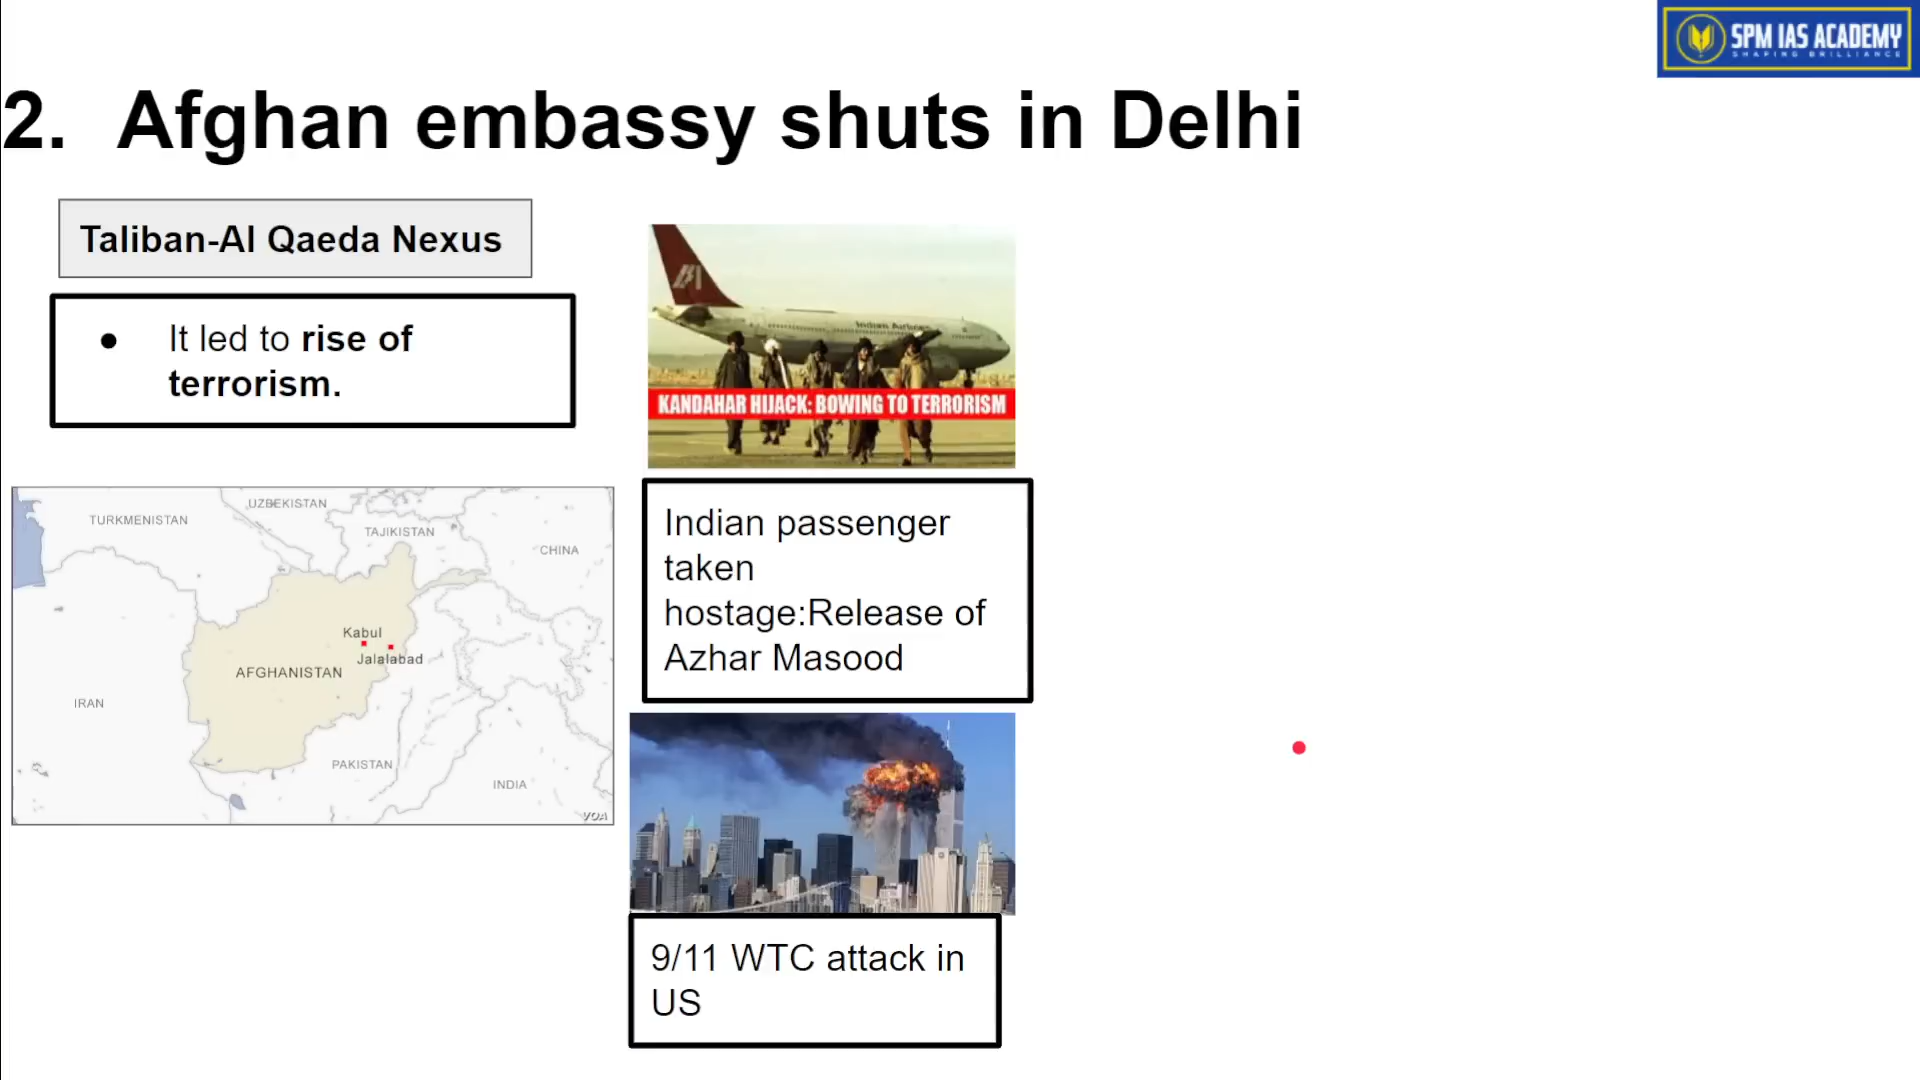 SPM IAS ACADEMY
SHAPING BRILLIANCE
2. Afghan embassy shuts in Delhi
Taliban-Al Qaeda Nexus
● It led to rise of
terrorism.
Indian Airlines
KANDAHAR HIJACK: BOWING TO TERRORISM
UZBEKISTAN
TURKMENISTAN
TAJIKISTAN
CHINA
Kabul
Jalalabad
AFGHANISTAN
IRAN
PAKISTAN
INDIA
VOA
Indian passenger
taken
hostage:Release of
Azhar Masood
9/11 WTC attack in
US